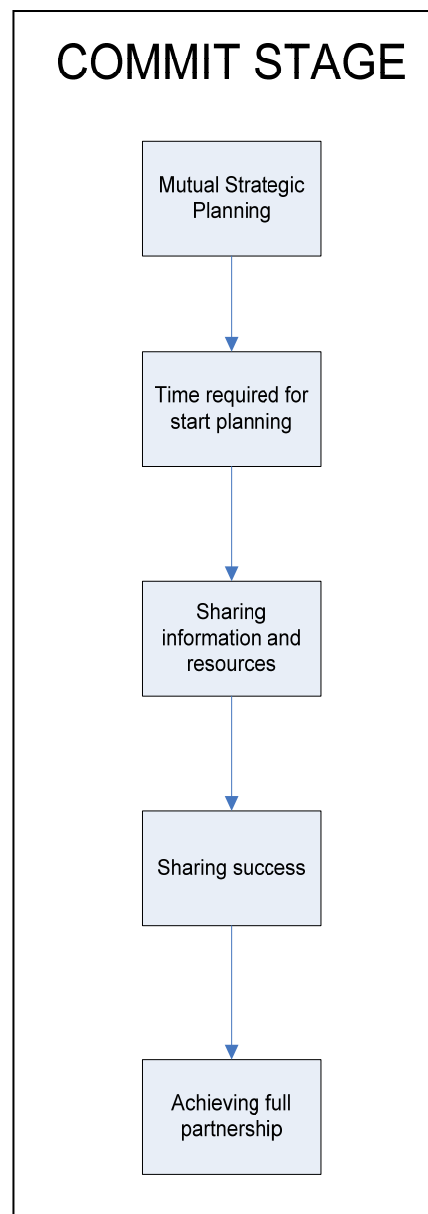 COMMIT STAGE
Mutual Strategic
Planning
Time required for
start planning
Sharing
information and
resources
Sharing success
Achieving full
partnership